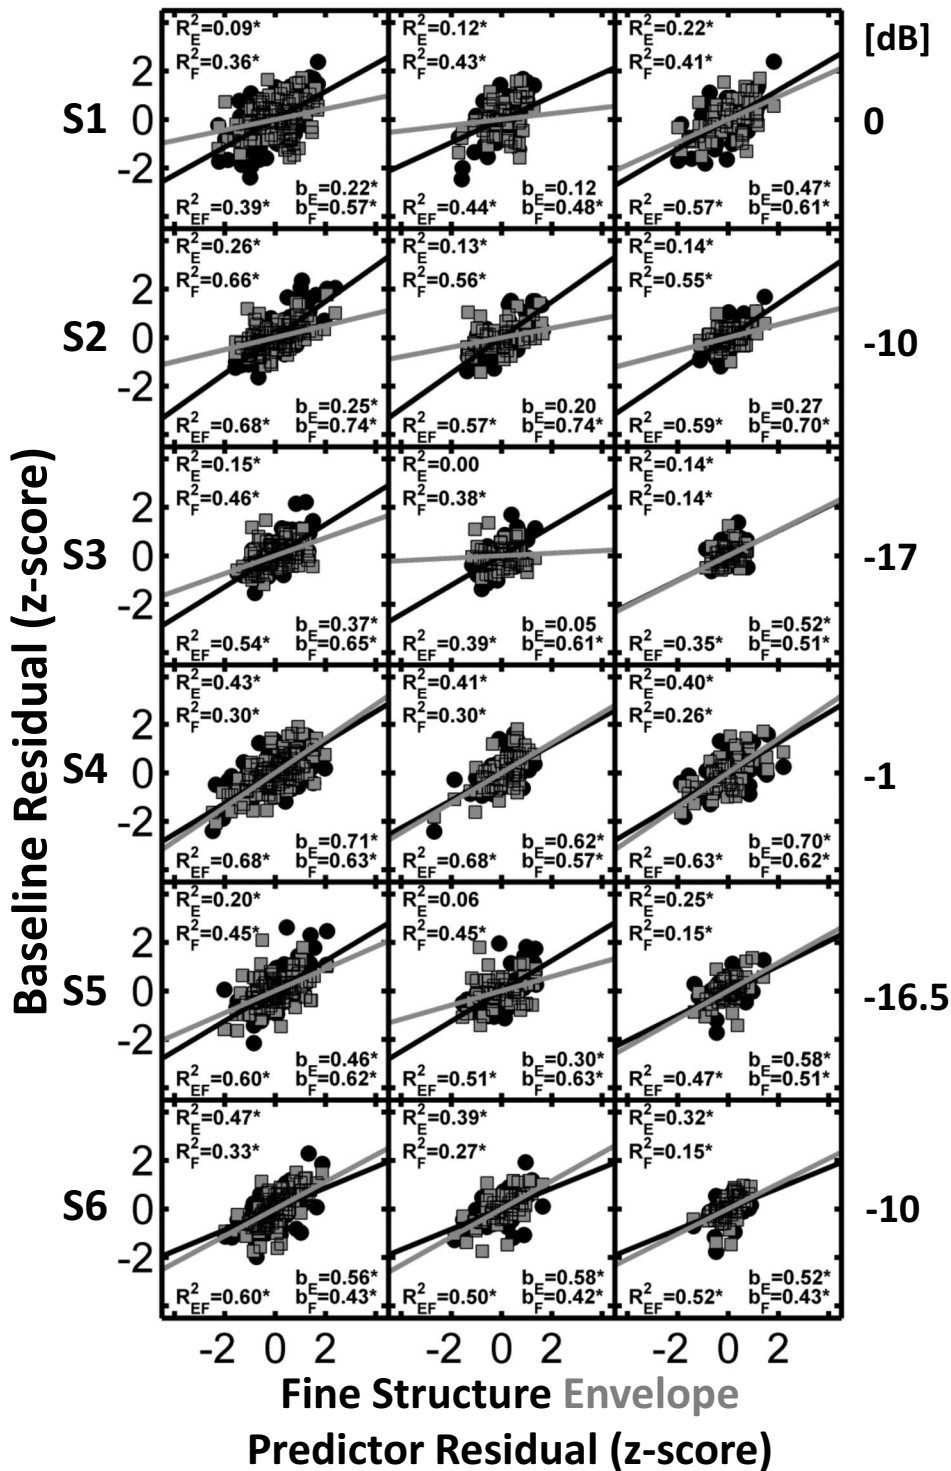 [dB]
R²E=0.09* R²E=0.12* R²E=0.22*
R²F=0.36* R²F=0.43* R²F=0.41*
S1 2 0 -2 0
bE=0.22* bE=0.12 bE=0.47*
R²EF=0.39* bF=0.57* R²EF=0.44* bF=0.48* R²EF=0.57* bF=0.61*
R²E=0.26* R²E=0.13* R²E=0.14*
R²F=0.66* R²F=0.56* R²F=0.55*
S2 2 0 -2 -10
bE=0.25* bE=0.20 bE=0.27
R²EF=0.68* bF=0.74* R²EF=0.57* bF=0.74* R²EF=0.59* bF=0.70*
R²E=0.15* R²E=0.00 R²E=0.14*
R²F=0.46* R²F=0.38* R²F=0.14*
S3 2 0 -2 -17
bE=0.37* bE=0.05 bE=0.52*
R²EF=0.54* bF=0.65* R²EF=0.39* bF=0.61* R²EF=0.35* bF=0.51*
R²E=0.43* R²E=0.41* R²E=0.40*
R²F=0.30* R²F=0.30* R²F=0.26*
S4 2 0 -2 -1
bE=0.71* bE=0.62* bE=0.70*
R²EF=0.68* bF=0.63* R²EF=0.68* bF=0.57* R²EF=0.63* bF=0.62*
R²E=0.20* R²E=0.06 R²E=0.25*
R²F=0.45* R²F=0.45* R²F=0.15*
S5 2 0 -2 -16.5
bE=0.46* bE=0.30* bE=0.58*
R²EF=0.60* bF=0.62* R²EF=0.51* bF=0.63* R²EF=0.47* bF=0.51*
R²E=0.47* R²E=0.39* R²E=0.32*
R²F=0.33* R²F=0.27* R²F=0.15*
S6 2 0 -2 -10
bE=0.56* bE=0.58* bE=0.52*
R²EF=0.60* bF=0.43* R²EF=0.50* bF=0.42* R²EF=0.52* bF=0.43*
-2 0 2 -2 0 2 -2 0 2
Baseline Residual (z-score)
Fine Structure Envelope
Predictor Residual (z-score)